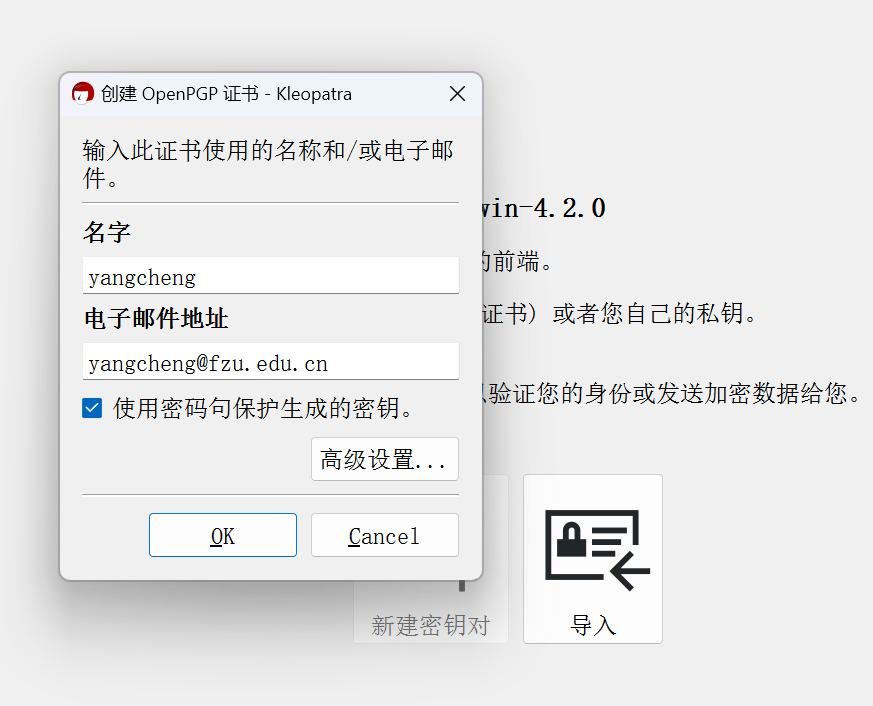 创建 OpenPGP 证书 - Kleopatra
输入此证书使用的名称和/或电子邮
件。
名字
yangcheng
电子邮件地址
yangcheng@fzu.edu.cn
使用密码句保护生成的密钥。
高级设置...
OK
Cancel
win-4.2.0
的前端。
证书) 或者您自己的私钥。
以验证您的身份或发送加密数据给您。
新建密钥对
导入